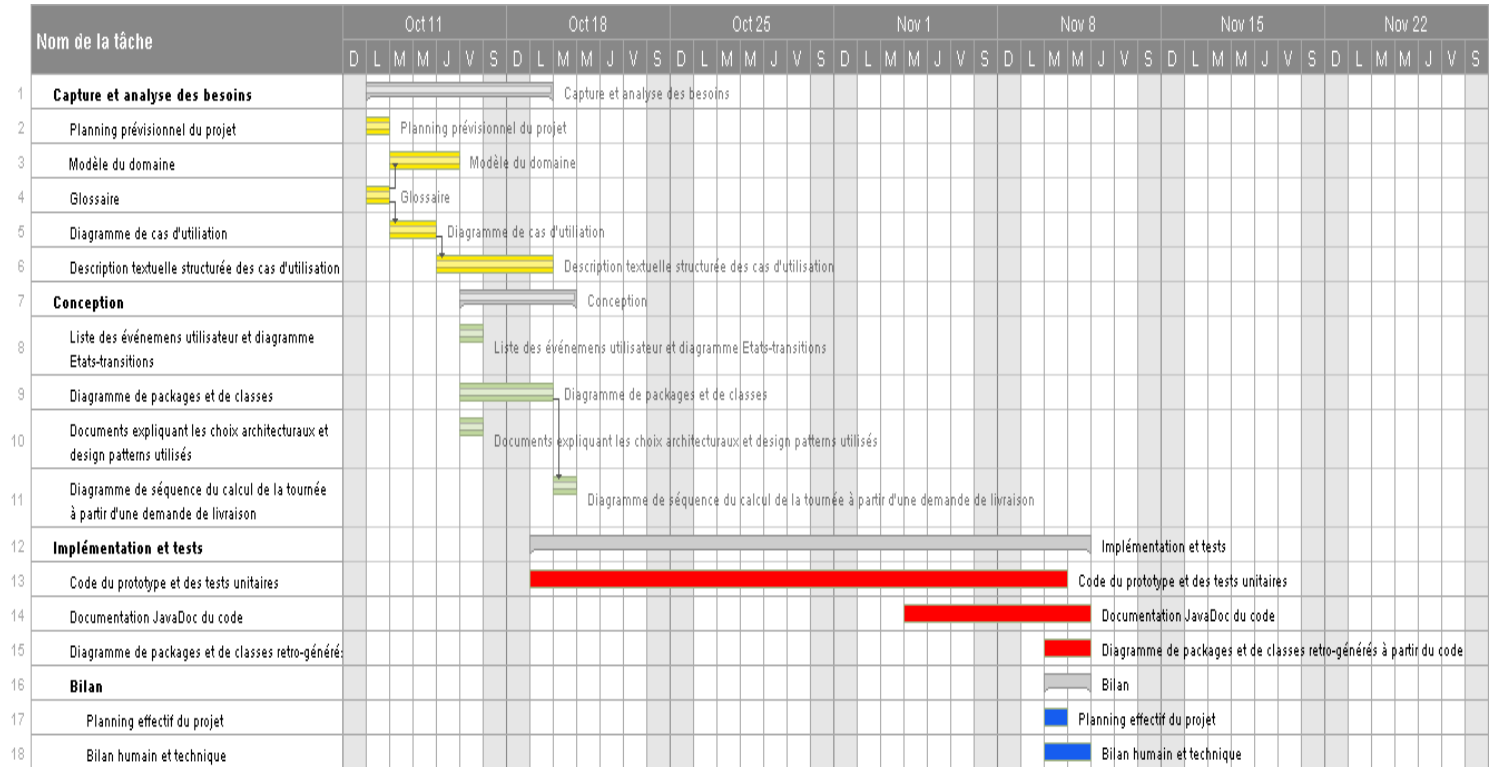 Nom de la tâche
Oct 11 Oct 18 Oct 25 Nov 1 Nov 8 Nov 15 Nov 22
D L M M J V S D L M M J V S D L M M J V S D L M M J V S D L M M J V S D L M M J V S D L M M J V S
1 Capture et analyse des besoins Capture et analyse des besoins
2 Planning prévisionnel du projet Planning prévisionnel du projet
3 Modèle du domaine Modèle du domaine
4 Glossaire Glossaire
5 Diagramme de cas d'utiliation Diagramme de cas d'utiliation
6 Description textuelle structurée des cas d'utilisation Description textuelle structurée des cas d'utilisation
7 Conception Conception
8 Liste des événemens utilisateur et diagramme
Etats-transitions
Liste des événemens utilisateur et diagramme Etats-transitions
9 Diagramme de packages et de classes Diagramme de packages et de classes
10 Documents expliquant les choix architecturaux et
design patterns utilisés
Documents expliquant les choix architecturaux et design patterns utilisés
11 Diagramme de séquence du calcul de la tournée
à partir d'une demande de livraison
Diagramme de séquence du calcul de la tournée à partir d'une demande de livraison
12 Implémentation et tests Implémentation et tests
13 Code du prototype et des tests unitaires Code du prototype et des tests unitaires
14 Documentation JavaDoc du code Documentation JavaDoc du code
15 Diagramme de packages et de classes retro-généré: Diagramme de packages et de classes retro-générés à partir du code
16 Bilan Bilan
17 Planning effectif du projet Planning effectif du projet
18 Bilan humain et technique Bilan humain et technique